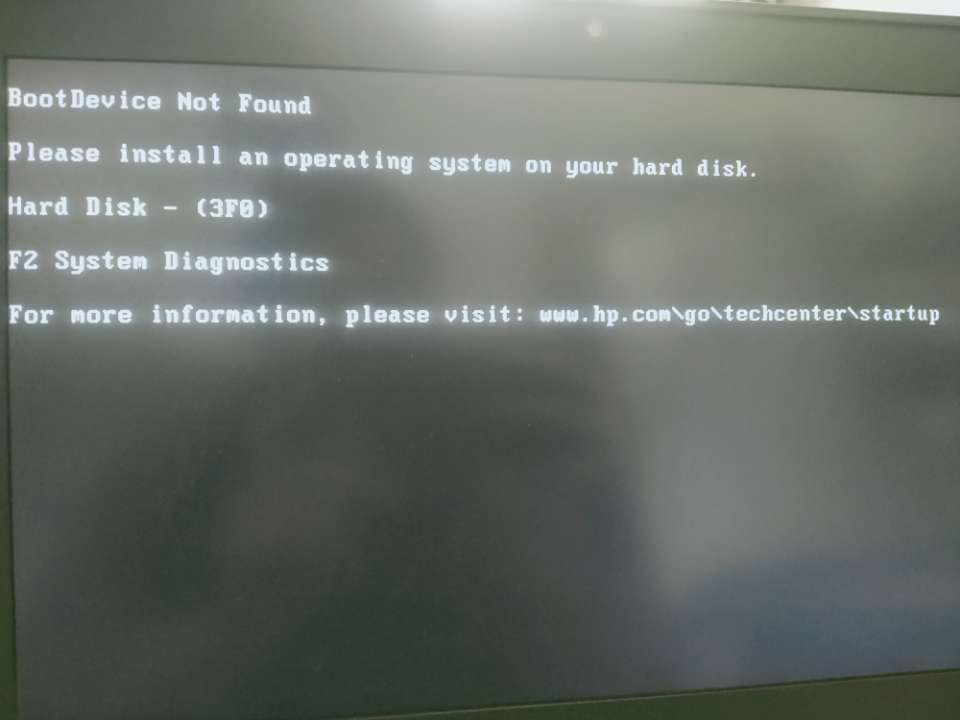 BootDevice Not Found
Please install an operating system on your hard disk.
Hard Disk - (3F0)
F2 System Diagnostics
For more information, please visit: www.hp.com\go\techcenter\startup